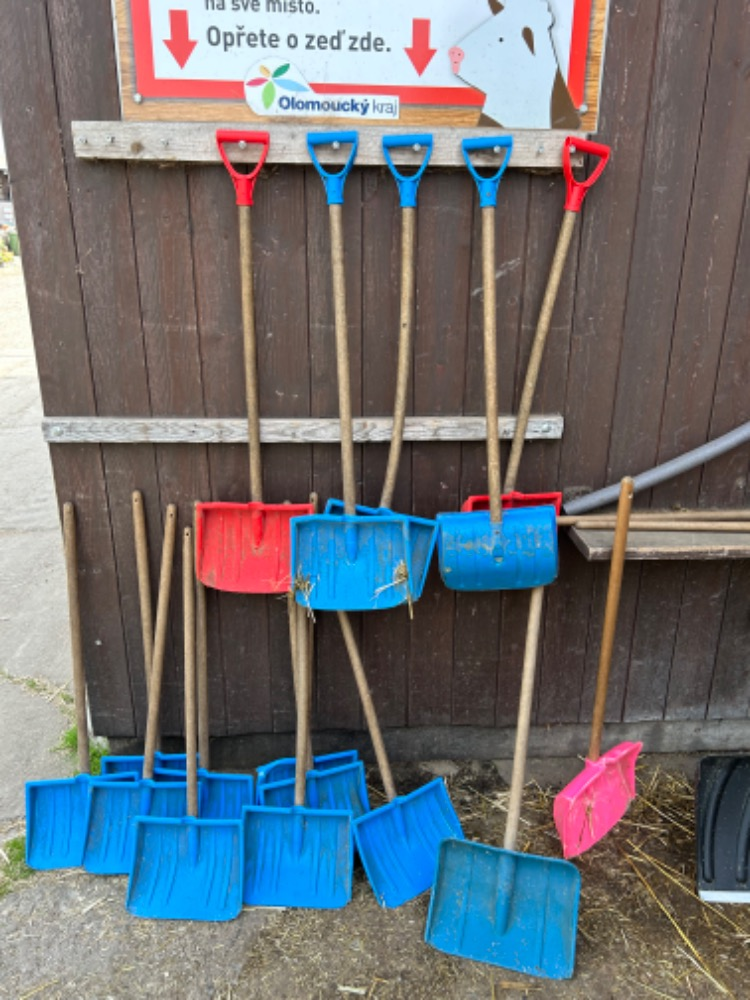 na své místo.
Opřete o zeď zde.
Olomoucký kraj